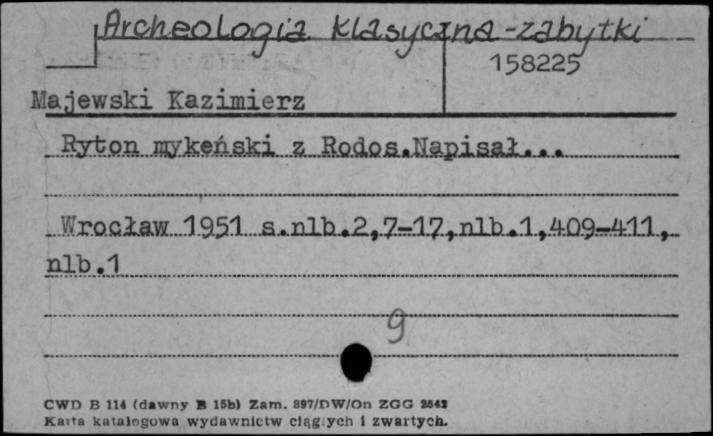 Archeologia klasyczna-zabytki
158225
Majewski Kazimierz
Ryton mykeński z Rodos.Napisał...
Wrocław 1951 s.nlb.2,7-17,nlb.1,409-411,
nlb.1
9
CWD B 114 (dawny B 15b) Zam. 897/DW/On ZGG 2542
Karta katalogowa wydawnictw ciągłych i zwartych.